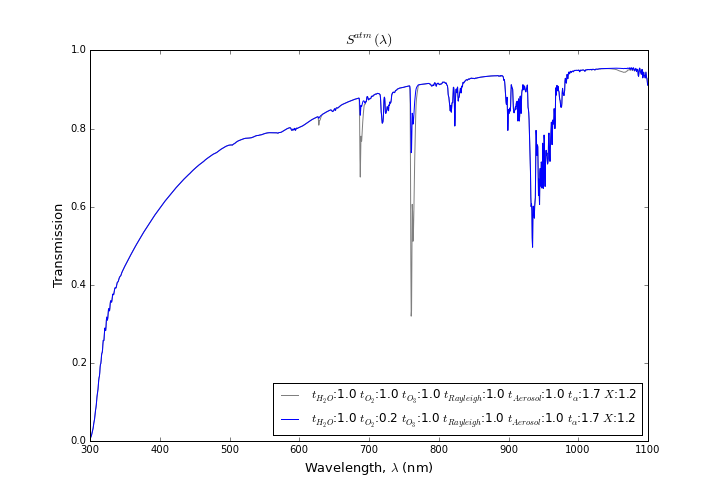 S^{atm}(λ)
Transmission
1.0
0.8
0.6
0.4
0.2
0.0
300 400 500 600 700 800 900 1000 1100
Wavelength, λ (nm)
t_{H_2O}:1.0 t_{O_2}:1.0 t_{O_3}:1.0 t_{Rayleigh}:1.0 t_{Aerosol}:1.0 t_α:1.7 X:1.2
t_{H_2O}:1.0 t_{O_2}:0.2 t_{O_3}:1.0 t_{Rayleigh}:1.0 t_{Aerosol}:1.0 t_α:1.7 X:1.2